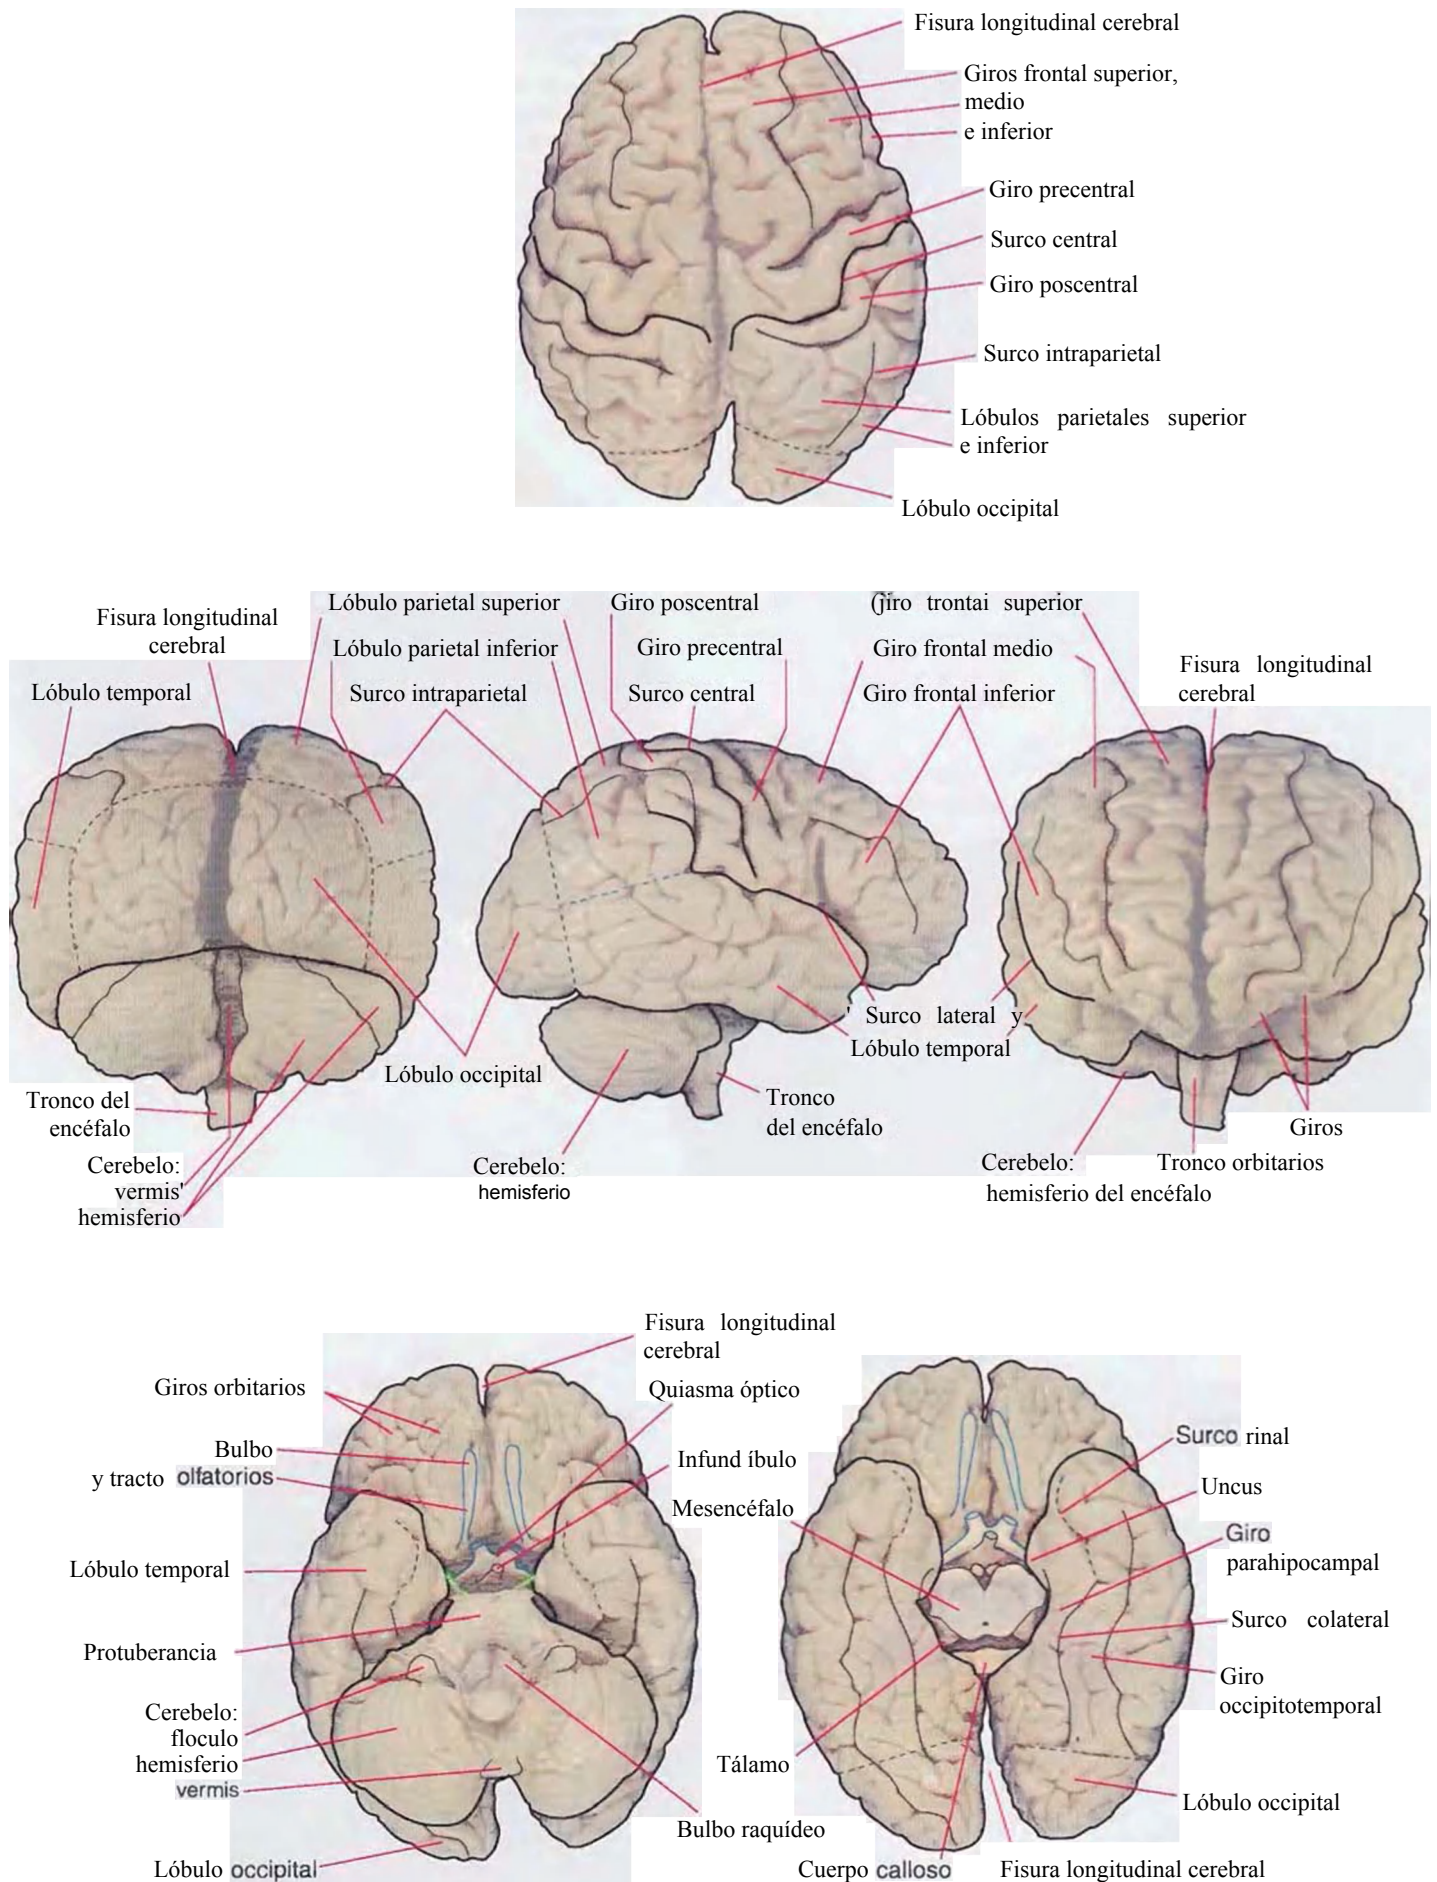 Fisura longitudinal cerebral
Giros frontal superior,
medio
e inferior
Giro precentral
Surco central
Giro poscentral
Surco intraparietal
Lóbulos parietales superior
e inferior
Lóbulo occipital
Fisura longitudinal
cerebral
Lóbulo parietal superior
Giro poscentral
(jiro trontai superior
Lóbulo parietal inferior
Giro precentral
Giro frontal medio
Fisura longitudinal
cerebral
Lóbulo temporal
Surco intraparietal
Surco central
Giro frontal inferior
' Surco lateral y
Lóbulo temporal
Lóbulo occipital
Tronco del
encéfalo
Tronco
del encéfalo
Giros
Cerebelo:
vermis'
hemisferio
Cerebelo:
hemisferio
Cerebelo:
Tronco orbitarios
hemisferio del encéfalo
Fisura longitudinal
cerebral
Giros orbitarios
Quiasma óptico
Bulbo
y tracto olfatorios
Infund íbulo
Mesencéfalo
Lóbulo temporal
Protuberancia
Cerebelo:
floculo
hemisferio
vermis
Lóbulo occipital
Bulbo raquídeo
Surco rinal
Uncus
Giro
parahipocampal
Surco colateral
Giro
occipitotemporal
Tálamo
Lóbulo occipital
Cuerpo calloso
Fisura longitudinal cerebral